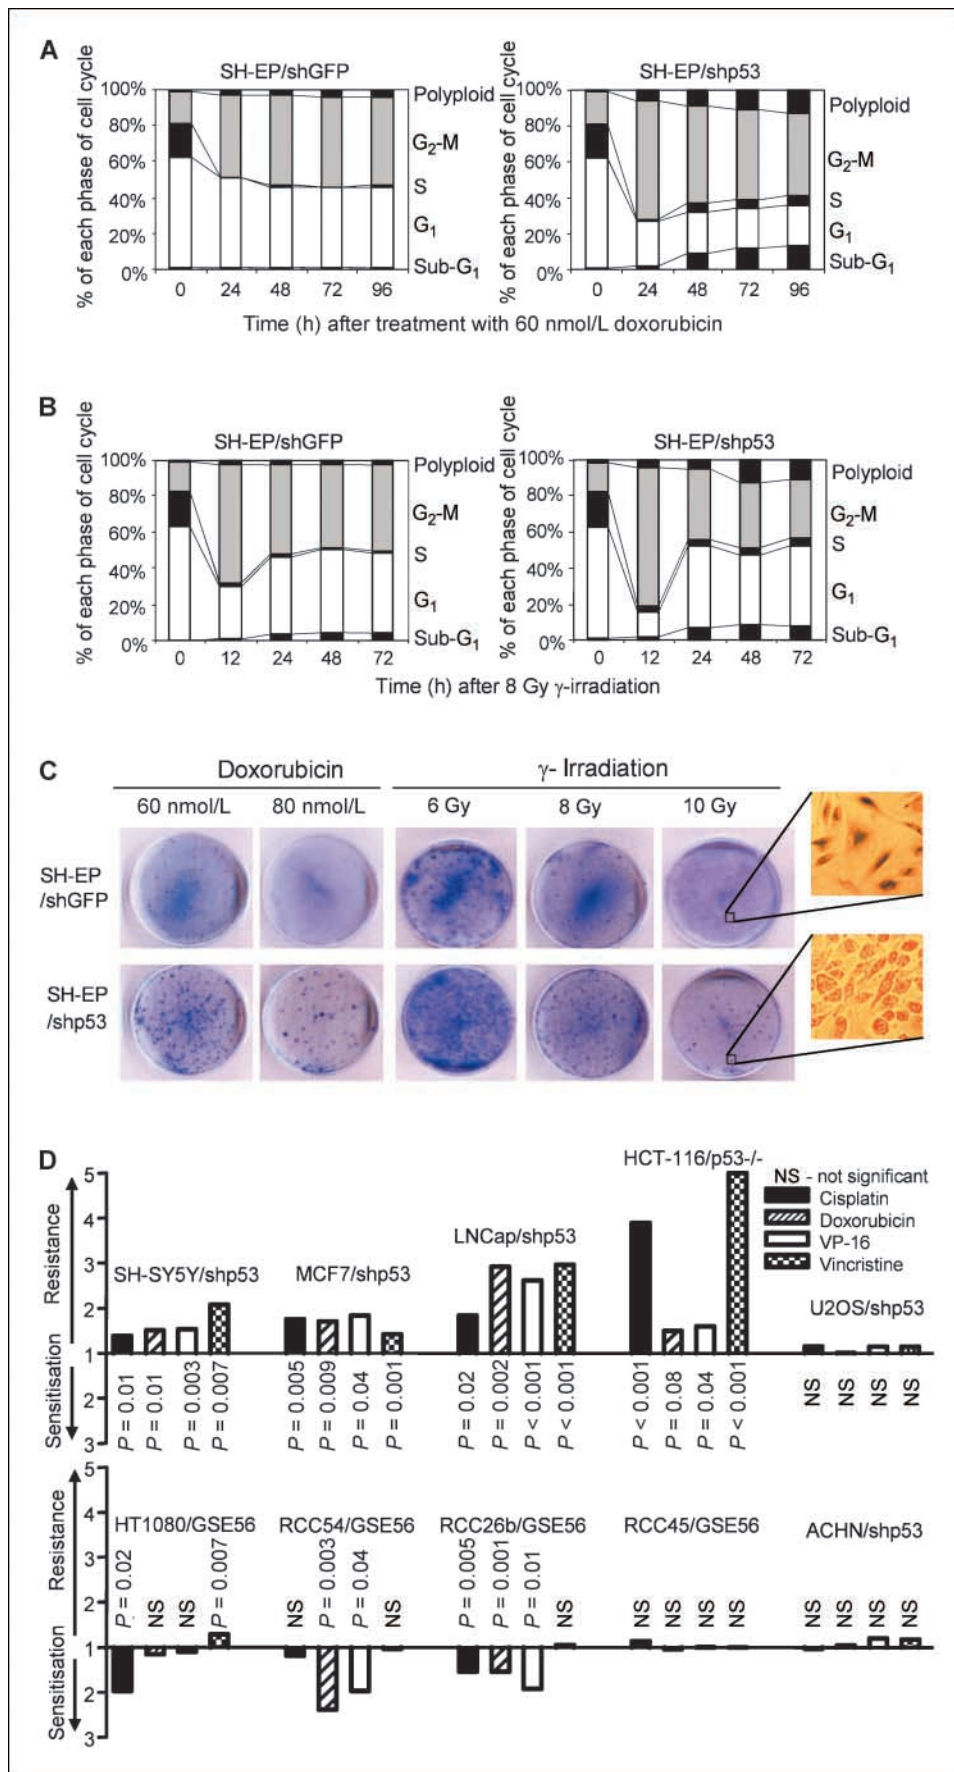 A
SH-EP/shGFP
SH-EP/shp53
% of each phase of cell cycle
100%
80%
60%
40%
20%
0%
0 24 48 72 96
Polyploid
G2-M
S
G1
Sub-G1
% of each phase of cell cycle
100%
80%
60%
40%
20%
0%
0 24 48 72 96
Polyploid
G2-M
S
G1
Sub-G1
Time (h) after treatment with 60 nmol/L doxorubicin
B
SH-EP/shGFP
SH-EP/shp53
% of each phase of cell cycle
100%
80%
60%
40%
20%
0%
0 12 24 48 72
Polyploid
G2-M
S
G1
Sub-G1
% of each phase of cell cycle
100%
80%
60%
40%
20%
0%
0 12 24 48 72
Polyploid
G2-M
S
G1
Sub-G1
Time (h) after 8 Gy γ-irradiation
C
Doxorubicin
γ- Irradiation
60 nmol/L 80 nmol/L 6 Gy 8 Gy 10 Gy
SH-EP
/shGFP
SH-EP
/shp53
D
Resistance
Sensitisation
5
4
3
2
1
2
3
SH-SY5Y/shp53
MCF7/shp53
LNCap/shp53
HCT-116/p53-/-
U2OS/shp53
NS - not significant
Cisplatin
Doxorubicin
VP-16
Vincristine
P = 0.01
P = 0.01
P = 0.003
P = 0.007
P = 0.005
P = 0.009
P = 0.04
P = 0.001
P = 0.02
P = 0.002
P < 0.001
P < 0.001
P < 0.001
P = 0.08
P = 0.04
P < 0.001
NS
NS
NS
NS
Resistance
Sensitisation
5
4
3
2
1
2
3
HT1080/GSE56
RCC54/GSE56
RCC26b/GSE56
RCC45/GSE56
ACHN/shp53
P = 0.02
NS
NS
P = 0.007
NS
P = 0.003
P = 0.04
NS
P = 0.005
P = 0.001
P = 0.01
NS
NS
NS
NS
NS
NS
NS
NS
NS